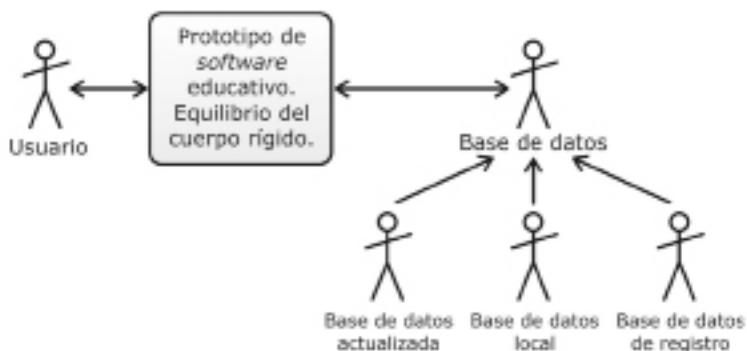 Prototipo de
software
educativo.
Equilibrio del
cuerpo rígido.
Usuario
Base de datos
Base de datos
actualizada
Base de datos
local
Base de datos
de registro